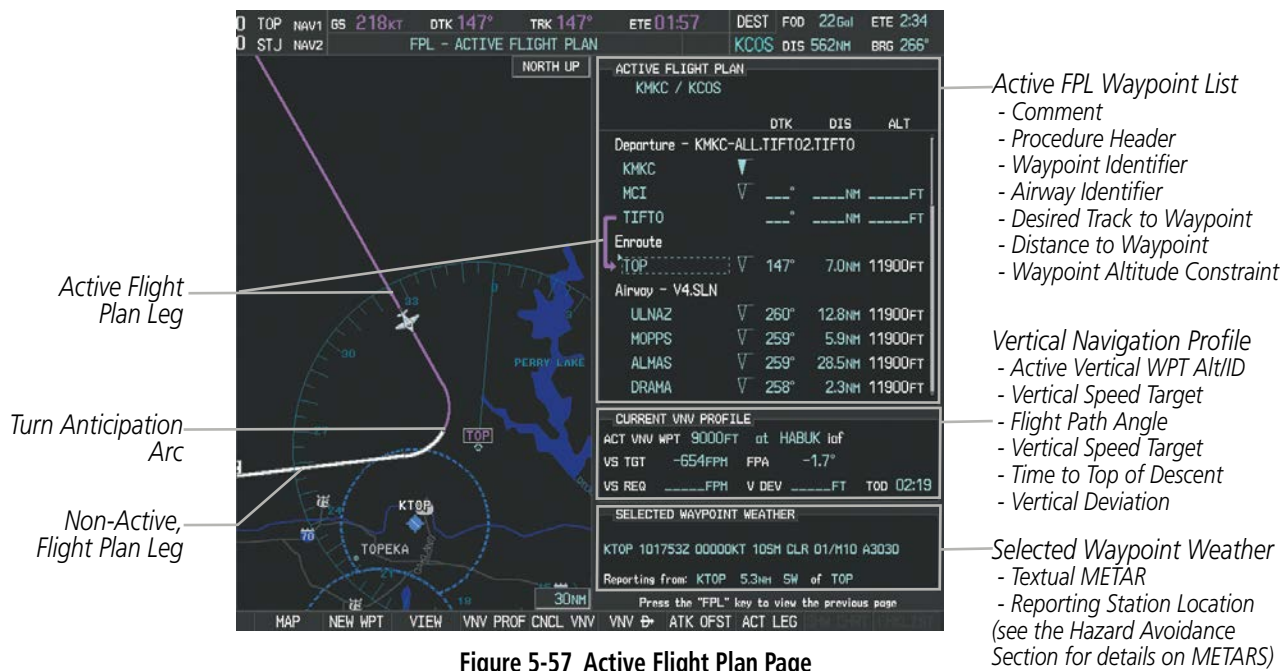 0 TOP NAV1 GS 218KT DTK 147° TRK 147° ETE 01:57 DEST FOD 22Gal ETE 2:34
0 STJ NAV2 FPL – ACTIVE FLIGHT PLAN KCOS DIS 562NM BRG 266°
NORTH UP
33
0
3
30
27
24
21
18
PERRY LAKE
TOP
KTOP
70
TOPEKA
30NM
ACTIVE FLIGHT PLAN
KMKC / KCOS
DTK DIS ALT
Departure – KMKC-ALL.TIFTO2.TIFTO
KMKC
MCI ___° ____NM _____FT
TIFTO ___° ____NM _____FT
Enroute
TOP 147° 7.0NM 11900FT
Airway – V4.SLN
ULNAZ 260° 12.8NM 11900FT
MOPPS 259° 5.9NM 11900FT
ALMAS 259° 28.5NM 11900FT
DRAMA 258° 2.3NM 11900FT
CURRENT VNV PROFILE
ACT VNV WPT 9000FT at HABUK iaf
VS TGT -654FPM FPA -1.7°
VS REQ _____FPM V DEV _____FT TOD 02:19
SELECTED WAYPOINT WEATHER
KTOP 101753Z 00000KT 10SM CLR 01/M10 A3030
Reporting from: KTOP 5.3NM SW of TOP
Press the "FPL" key to view the previous page
MAP NEW WPT VIEW VNV PROF CNCL VNV VNV D ATK OFST ACT LEG
Active Flight
Plan Leg
Turn Anticipation
Arc
Non-Active,
Flight Plan Leg
Active FPL Waypoint List
- Comment
- Procedure Header
- Waypoint Identifier
- Airway Identifier
- Desired Track to Waypoint
- Distance to Waypoint
- Waypoint Altitude Constraint
Vertical Navigation Profile
- Active Vertical WPT Alt/ID
- Vertical Speed Target
- Flight Path Angle
- Vertical Speed Target
- Time to Top of Descent
- Vertical Deviation
Selected Waypoint Weather
- Textual METAR
- Reporting Station Location
(see the Hazard Avoidance
Section for details on METARS)
Figure 5-57 Active Flight Plan Page